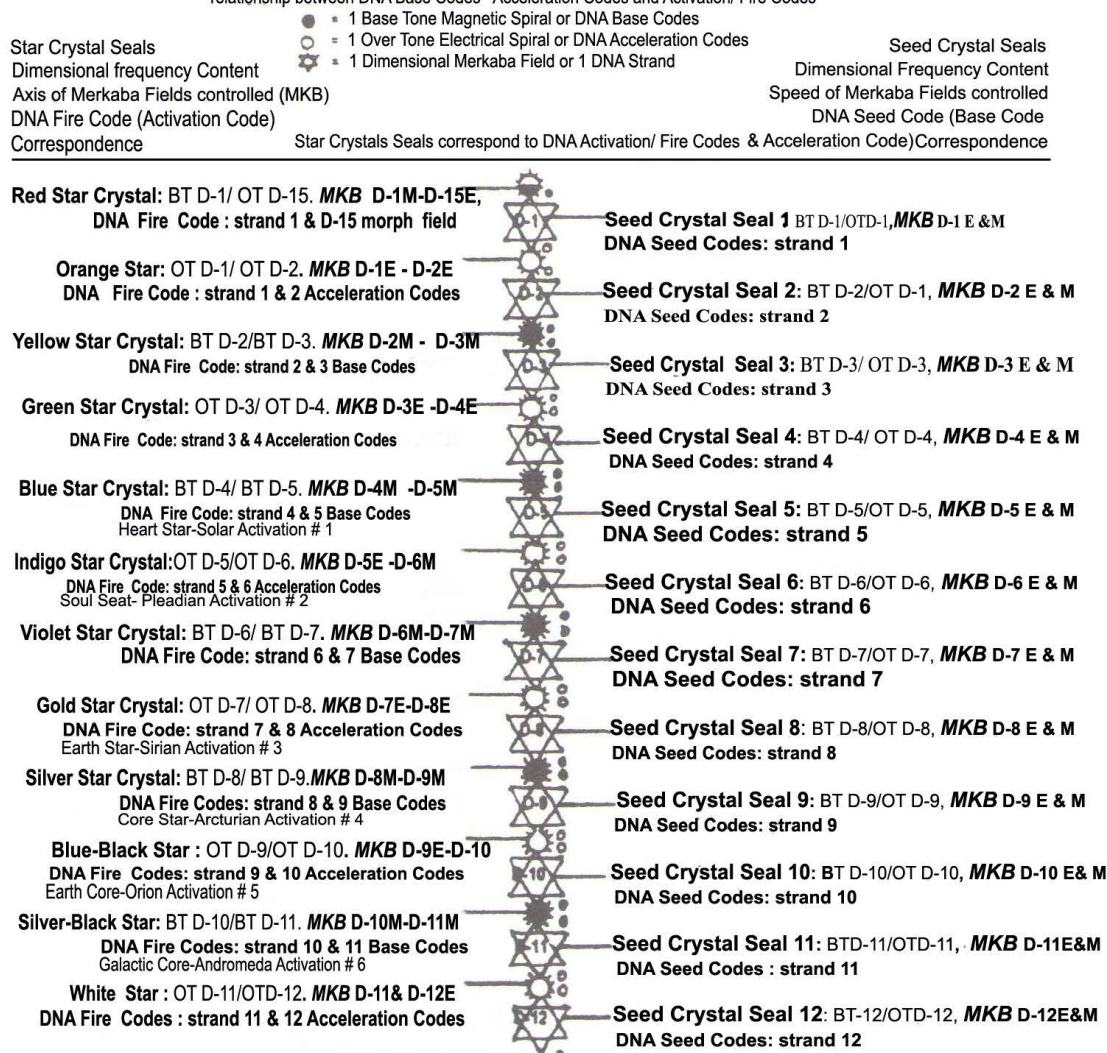 relationship between DNA Base Codes - Acceleration Codes and Activation/ Fire Codes
= 1 Base Tone Magnetic Spiral or DNA Base Codes
= 1 Over Tone Electrical Spiral or DNA Acceleration Codes
= 1 Dimensional Merkaba Field or 1 DNA Strand
Star Crystal Seals
Dimensional frequency Content
Axis of Merkaba Fields controlled (MKB)
DNA Fire Code (Activation Code)
Correspondence
Seed Crystal Seals
Dimensional Frequency Content
Speed of Merkaba Fields controlled
DNA Seed Code (Base Code
Star Crystals Seals correspond to DNA Activation/ Fire Codes & Acceleration Code)Correspondence
Red Star Crystal: BT D-1/ OT D-15. MKB D-1M-D-15E,
DNA Fire Code : strand 1 & D-15 morph field
D-1
Seed Crystal Seal 1 BT D-1/OTD-1,MKB D-1 E &M
DNA Seed Codes: strand 1
Orange Star: OT D-1/ OT D-2. MKB D-1E - D-2E
DNA Fire Code : strand 1 & 2 Acceleration Codes
D-2
Seed Crystal Seal 2: BT D-2/OT D-1, MKB D-2 E & M
DNA Seed Codes: strand 2
Yellow Star Crystal: BT D-2/BT D-3. MKB D-2M - D-3M
DNA Fire Code: strand 2 & 3 Base Codes
D-3
Seed Crystal Seal 3: BT D-3/ OT D-3, MKB D-3 E & M
DNA Seed Codes: strand 3
Green Star Crystal: OT D-3/ OT D-4. MKB D-3E -D-4E
DNA Fire Code: strand 3 & 4 Acceleration Codes
D-4
Seed Crystal Seal 4: BT D-4/ OT D-4, MKB D-4 E & M
DNA Seed Codes: strand 4
Blue Star Crystal: BT D-4/ BT D-5. MKB D-4M -D-5M
DNA Fire Code: strand 4 & 5 Base Codes
Heart Star-Solar Activation # 1
D-5
Seed Crystal Seal 5: BT D-5/OT D-5, MKB D-5 E & M
DNA Seed Codes: strand 5
Indigo Star Crystal:OT D-5/OT D-6. MKB D-5E -D-6M
DNA Fire Code: strand 5 & 6 Acceleration Codes
Soul Seat- Pleadian Activation # 2
D-6
Seed Crystal Seal 6: BT D-6/OT D-6, MKB D-6 E & M
DNA Seed Codes: strand 6
Violet Star Crystal: BT D-6/ BT D-7. MKB D-6M-D-7M
DNA Fire Code: strand 6 & 7 Base Codes
D-7
Seed Crystal Seal 7: BT D-7/OT D-7, MKB D-7 E & M
DNA Seed Codes: strand 7
Gold Star Crystal: OT D-7/ OT D-8. MKB D-7E-D-8E
DNA Fire Code: strand 7 & 8 Acceleration Codes
Earth Star-Sirian Activation # 3
D-8
Seed Crystal Seal 8: BT D-8/OT D-8, MKB D-8 E & M
DNA Seed Codes: strand 8
Silver Star Crystal: BT D-8/ BT D-9.MKB D-8M-D-9M
DNA Fire Codes: strand 8 & 9 Base Codes
Core Star-Arcturian Activation # 4
D-9
Seed Crystal Seal 9: BT D-9/OT D-9, MKB D-9 E & M
DNA Seed Codes: strand 9
Blue-Black Star : OT D-9/OT D-10. MKB D-9E-D-10
DNA Fire Codes: strand 9 & 10 Acceleration Codes
Earth Core-Orion Activation # 5
D-10
Seed Crystal Seal 10: BT D-10/OT D-10, MKB D-10 E& M
DNA Seed Codes: strand 10
Silver-Black Star: BT D-10/BT D-11. MKB D-10M-D-11M
DNA Fire Codes: strand 10 & 11 Base Codes
Galactic Core-Andromeda Activation # 6
D-11
Seed Crystal Seal 11: BTD-11/OTD-11, MKB D-11E&M
DNA Seed Codes : strand 11
White Star : OT D-11/OTD-12. MKB D-11& D-12E
DNA Fire Codes : strand 11 & 12 Acceleration Codes
D-12
Seed Crystal Seal 12: BT-12/OTD-12, MKB D-12E&M
DNA Seed Codes: strand 12